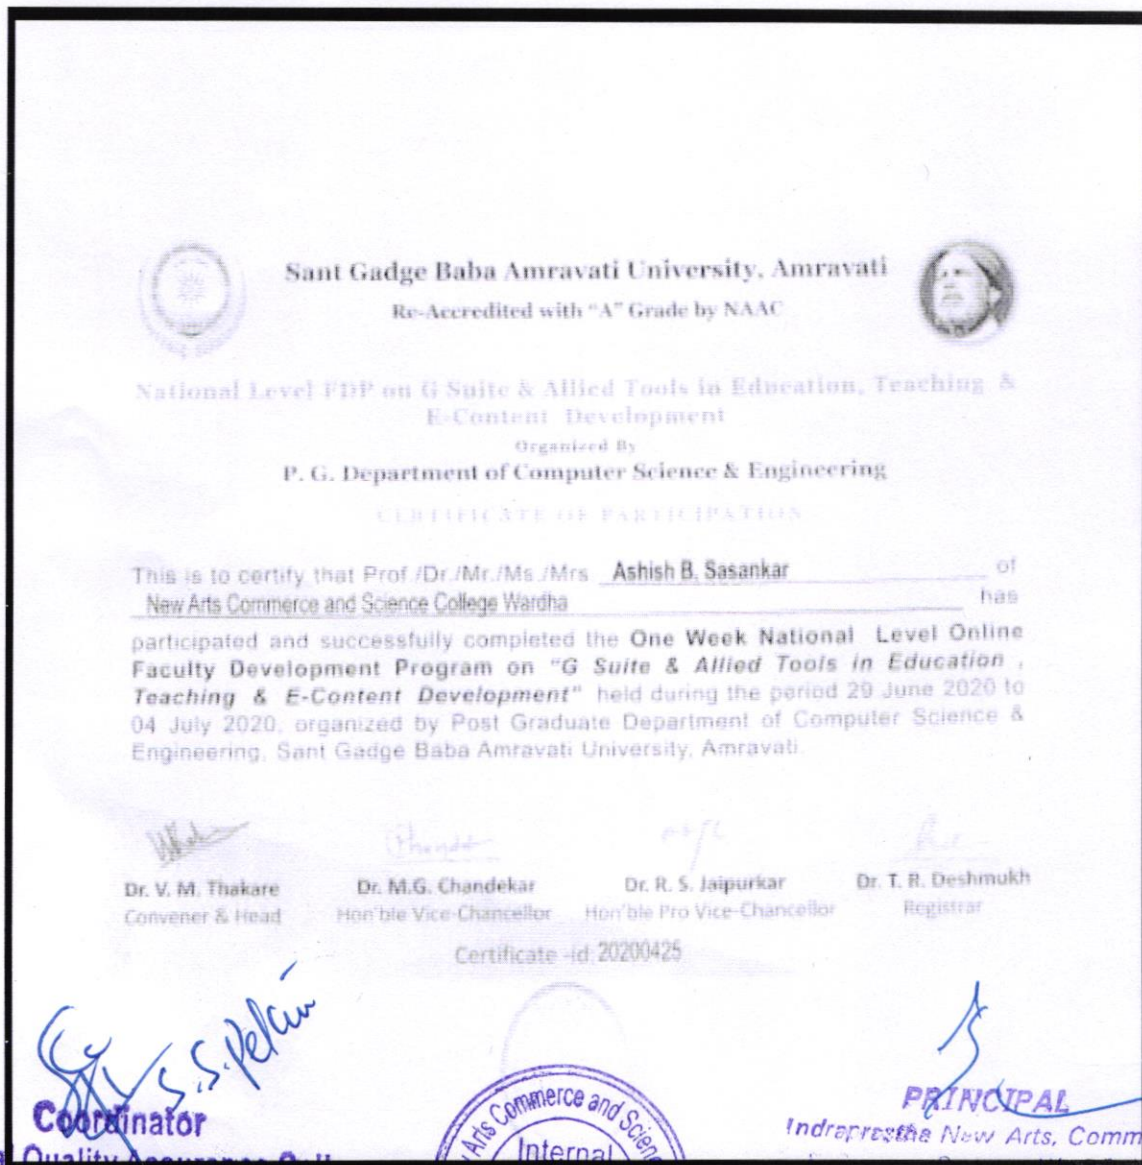 Sant Gadge Baba Amravati University, Amravati
Re-Accredited with "A" Grade by NAAC
National Level FDP on G Suite & Allied Tools in Education, Teaching &
E-Content Development
Organized By
P. G. Department of Computer Science & Engineering
CERTIFICATE OF PARTICIPATION
This is to certify that Prof./Dr./Mr./Ms./Mrs. Ashish B. Sasankar of
New Arts Commerce and Science College Wardha has
participated and successfully completed the One Week National Level Online
Faculty Development Program on "G Suite & Allied Tools in Education ,
Teaching & E-Content Development" held during the period 29 June 2020 to
04 July 2020, organized by Post Graduate Department of Computer Science &
Engineering, Sant Gadge Baba Amravati University, Amravati.
Dr. V. M. Thakare Dr. M.G. Chandekar Dr. R. S. Jaipurkar Dr. T. R. Deshmukh
Convener & Head Hon'ble Vice-Chancellor Hon'ble Pro Vice-Chancellor Registrar
Certificate -id 20200425
Coordinator
Quality Assurance
Arts Commerce and Scien
Internal
PRINCIPAL
New Arts, Comm